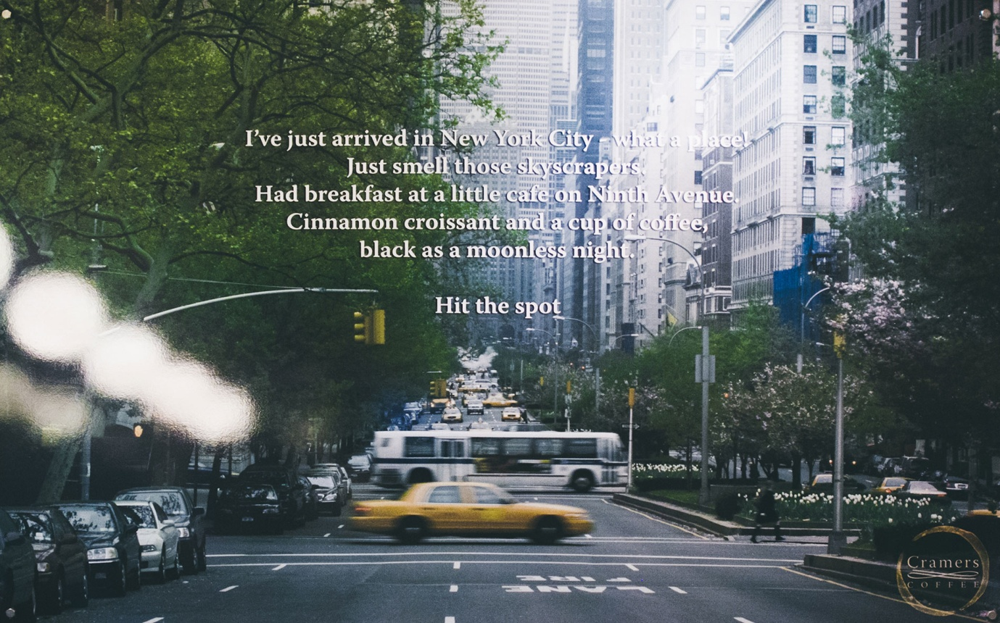 I’ve just arrived in New York City - what a place!
Just smell those skyscrapers.
Had breakfast at a little cafe on Ninth Avenue.
Cinnamon croissant and a cup of coffee,
black as a moonless night.
Hit the spot
FIRE
LANE
Cramers
COFFEE